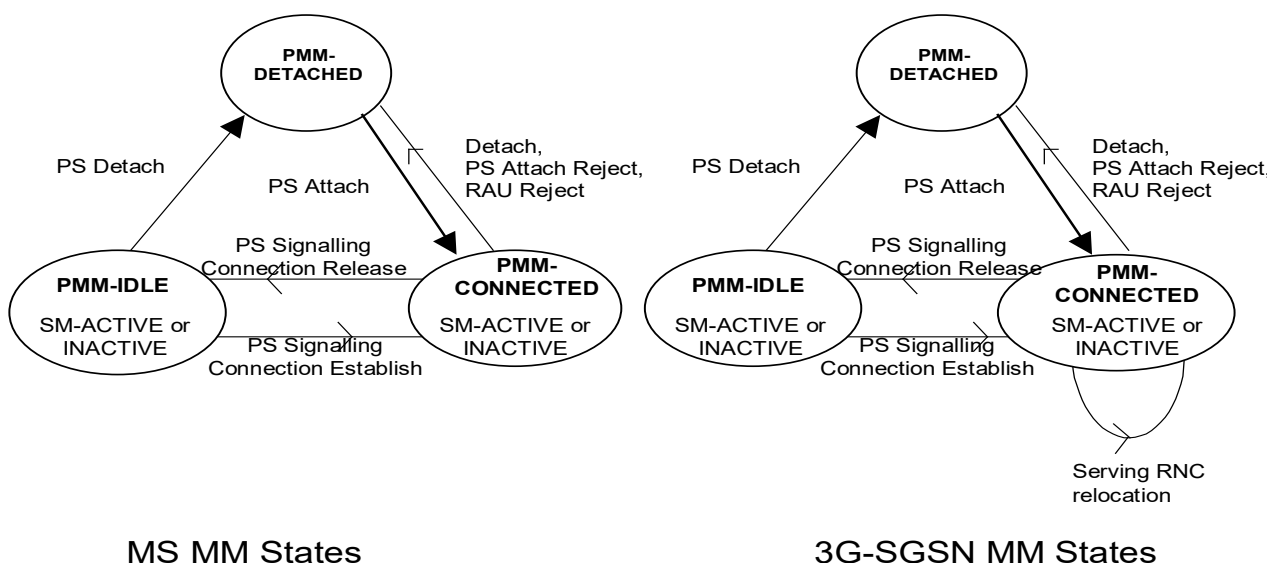 PMM-
DETACHED
PS Detach
PS Attach
Detach,
PS Attach Reject,
RAU Reject
PS Signalling
Connection Release
PMM-IDLE
SM-ACTIVE or
INACTIVE
PMM-
CONNECTED
SM-ACTIVE or
INACTIVE
PS Signalling
Connection Establish
MS MM States
PMM-
DETACHED
PS Detach
PS Attach
Detach,
PS Attach Reject,
RAU Reject
PS Signalling
Connection Release
PMM-IDLE
SM-ACTIVE or
INACTIVE
PMM-
CONNECTED
SM-ACTIVE or
INACTIVE
PS Signalling
Connection Establish
Serving RNC
relocation
3G-SGSN MM States